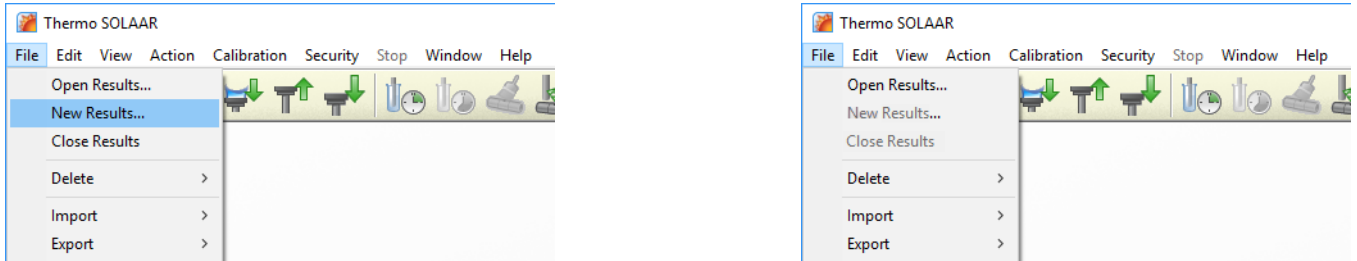 Thermo SOLAAR
File Edit View Action Calibration Security Stop Window Help
Open Results...
New Results...
Close Results
Delete
Import
Export
Thermo SOLAAR
File Edit View Action Calibration Security Stop Window Help
Open Results...
New Results...
Close Results
Delete
Import
Export